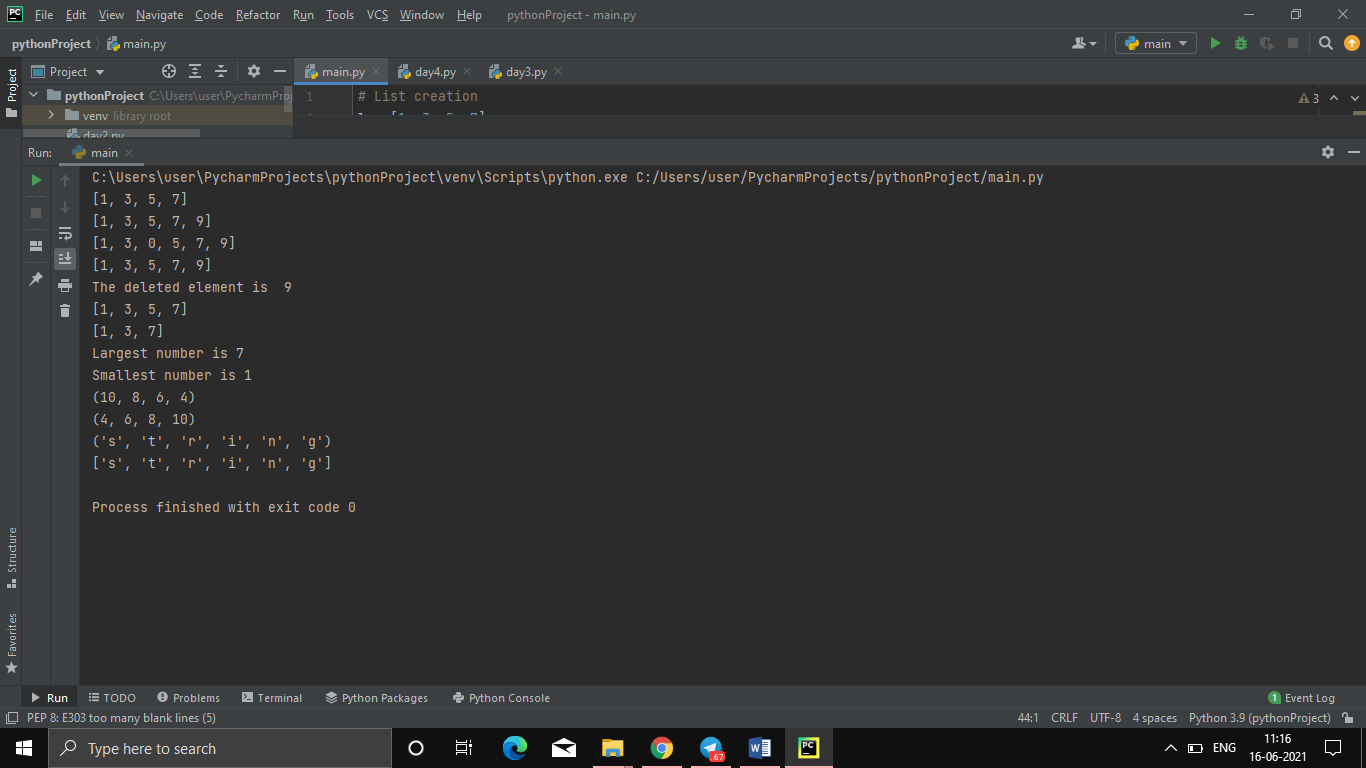 PC File Edit View Navigate Code Refactor Run Tools VCS Window Help pythonProject - main.py
pythonProject main.py main
Project main.py day4.py day3.py
pythonProject C:\Users\user\PycharmProj
venv library root
day2.py
1 # List creation
3
Project
Run: main
C:\Users\user\PycharmProjects\pythonProject\venv\Scripts\python.exe C:/Users/user/PycharmProjects/pythonProject/main.py
[1, 3, 5, 7]
[1, 3, 5, 7, 9]
[1, 3, 0, 5, 7, 9]
[1, 3, 5, 7, 9]
The deleted element is  9
[1, 3, 5, 7]
[1, 3, 7]
Largest number is 7
Smallest number is 1
(10, 8, 6, 4)
(4, 6, 8, 10)
('s', 't', 'r', 'i', 'n', 'g')
['s', 't', 'r', 'i', 'n', 'g']
Process finished with exit code 0
Structure
Favorites
Run TODO Problems Terminal Python Packages Python Console 1 Event Log
PEP 8: E303 too many blank lines (5) 44:1 CRLF UTF-8 4 spaces Python 3.9 (pythonProject)
Type here to search 67 W PC ENG 11:16
16-06-2021